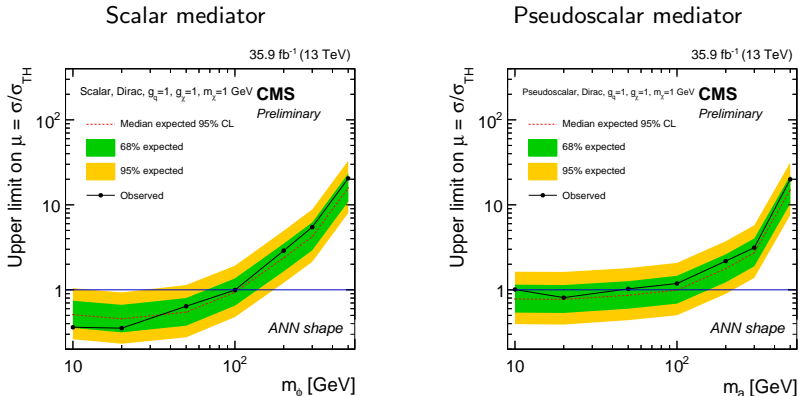 Scalar mediator
35.9 fb⁻¹ (13 TeV)
Upper limit on μ = σ/σ_TH
Scalar, Dirac, g_q=1, g_χ=1, m_χ=1 GeV
CMS
Preliminary
Median expected 95% CL
68% expected
95% expected
Observed
10²
10
1
ANN shape
10
10²
m_ϕ [GeV]
Pseudoscalar mediator
35.9 fb⁻¹ (13 TeV)
Upper limit on μ = σ/σ_TH
Pseudoscalar, Dirac, g_q=1, g_χ=1, m_χ=1 GeV
CMS
Preliminary
Median expected 95% CL
68% expected
95% expected
Observed
10²
10
1
ANN shape
10
10²
m_a [GeV]